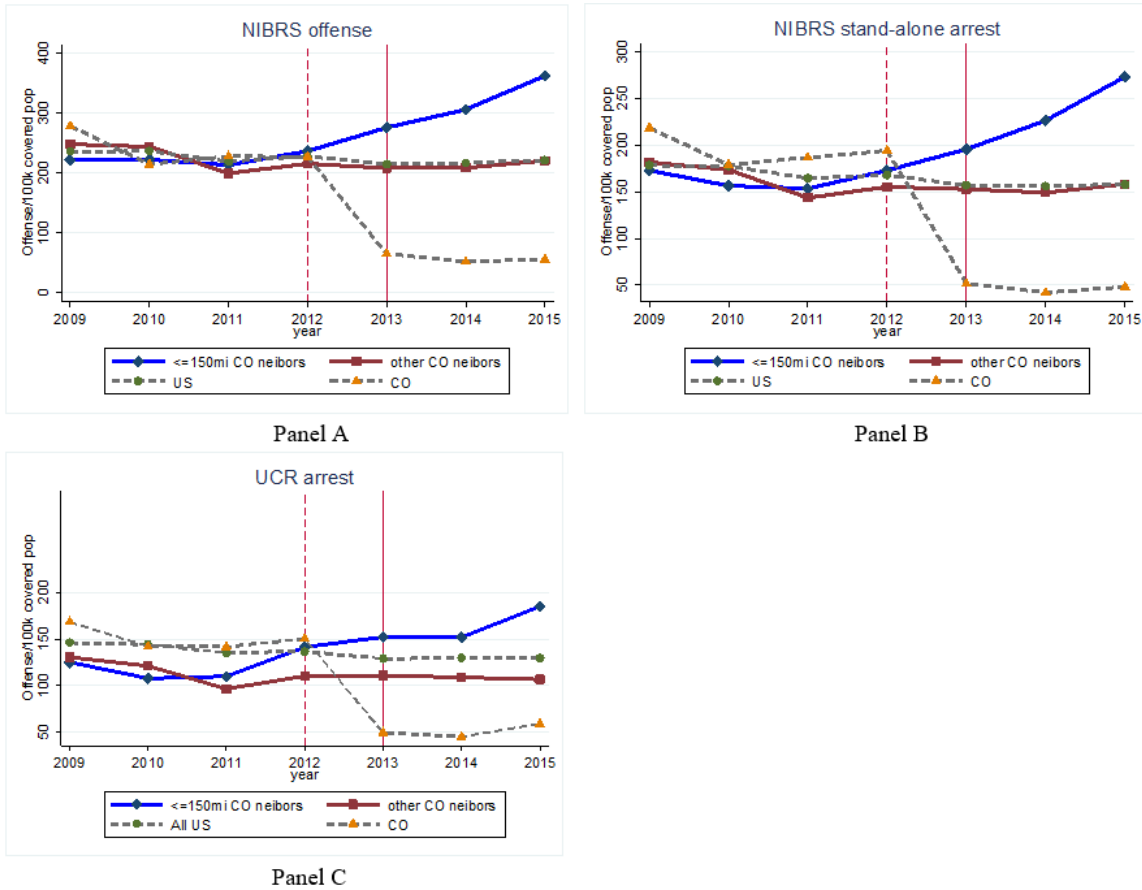 NIBRS offense
Offense/100k covered pop
400
300
200
100
0
2009 2010 2011 2012 2013 2014 2015
year
<=150mi CO neibors other CO neibors
US CO
Panel A
NIBRS stand-alone arrest
Offense/100k covered pop
300
250
200
150
100
50
2009 2010 2011 2012 2013 2014 2015
year
<=150mi CO neibors other CO neibors
US CO
Panel B
UCR arrest
Offense/100k covered pop
200
150
100
50
2009 2010 2011 2012 2013 2014 2015
year
<=150mi CO neibors other CO neibors
All US CO
Panel C